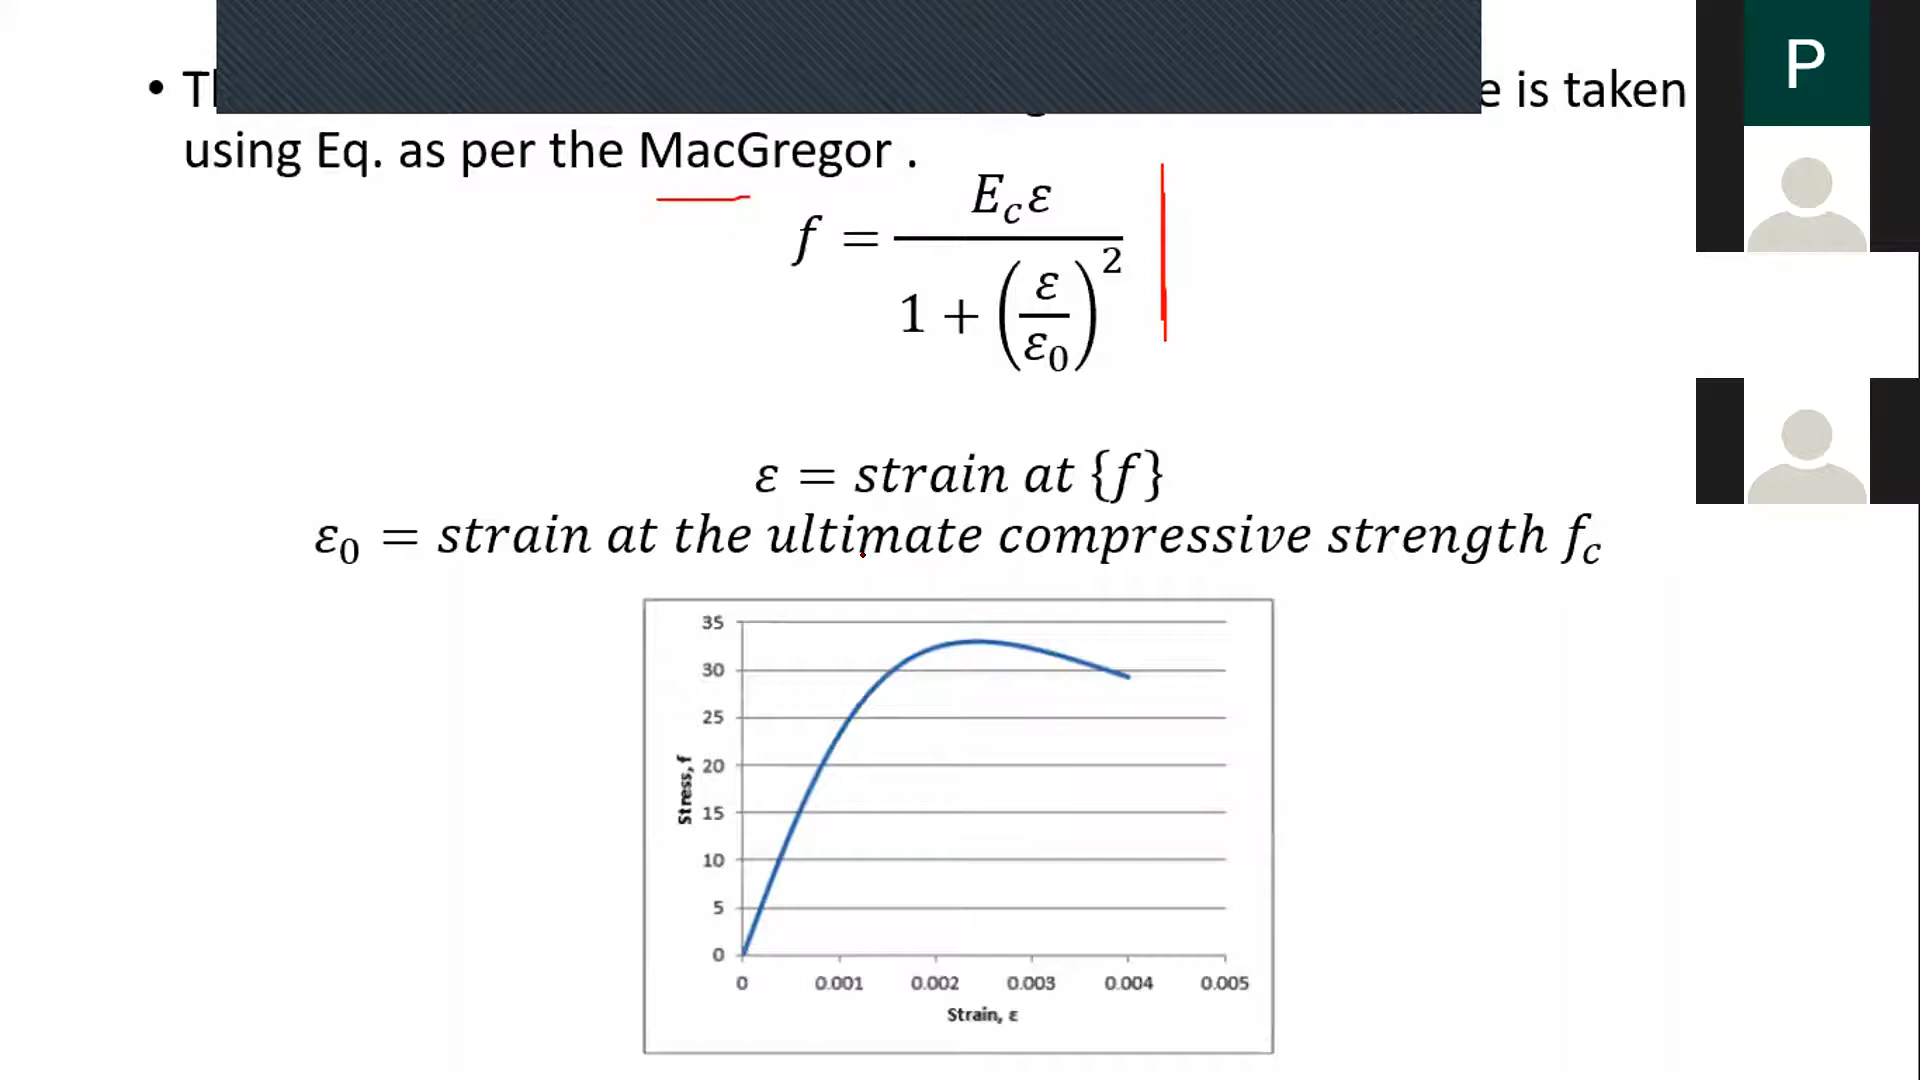 e is taken
using Eq. as per the MacGregor .
f = E_c ε / (1 + (ε/ε_0)^2)
ε = strain at {f}
ε_0 = strain at the ultimate compressive strength f_c
35
30
25
20
15
10
5
0
Stress, f
0 0.001 0.002 0.003 0.004 0.005
Strain, ε
P